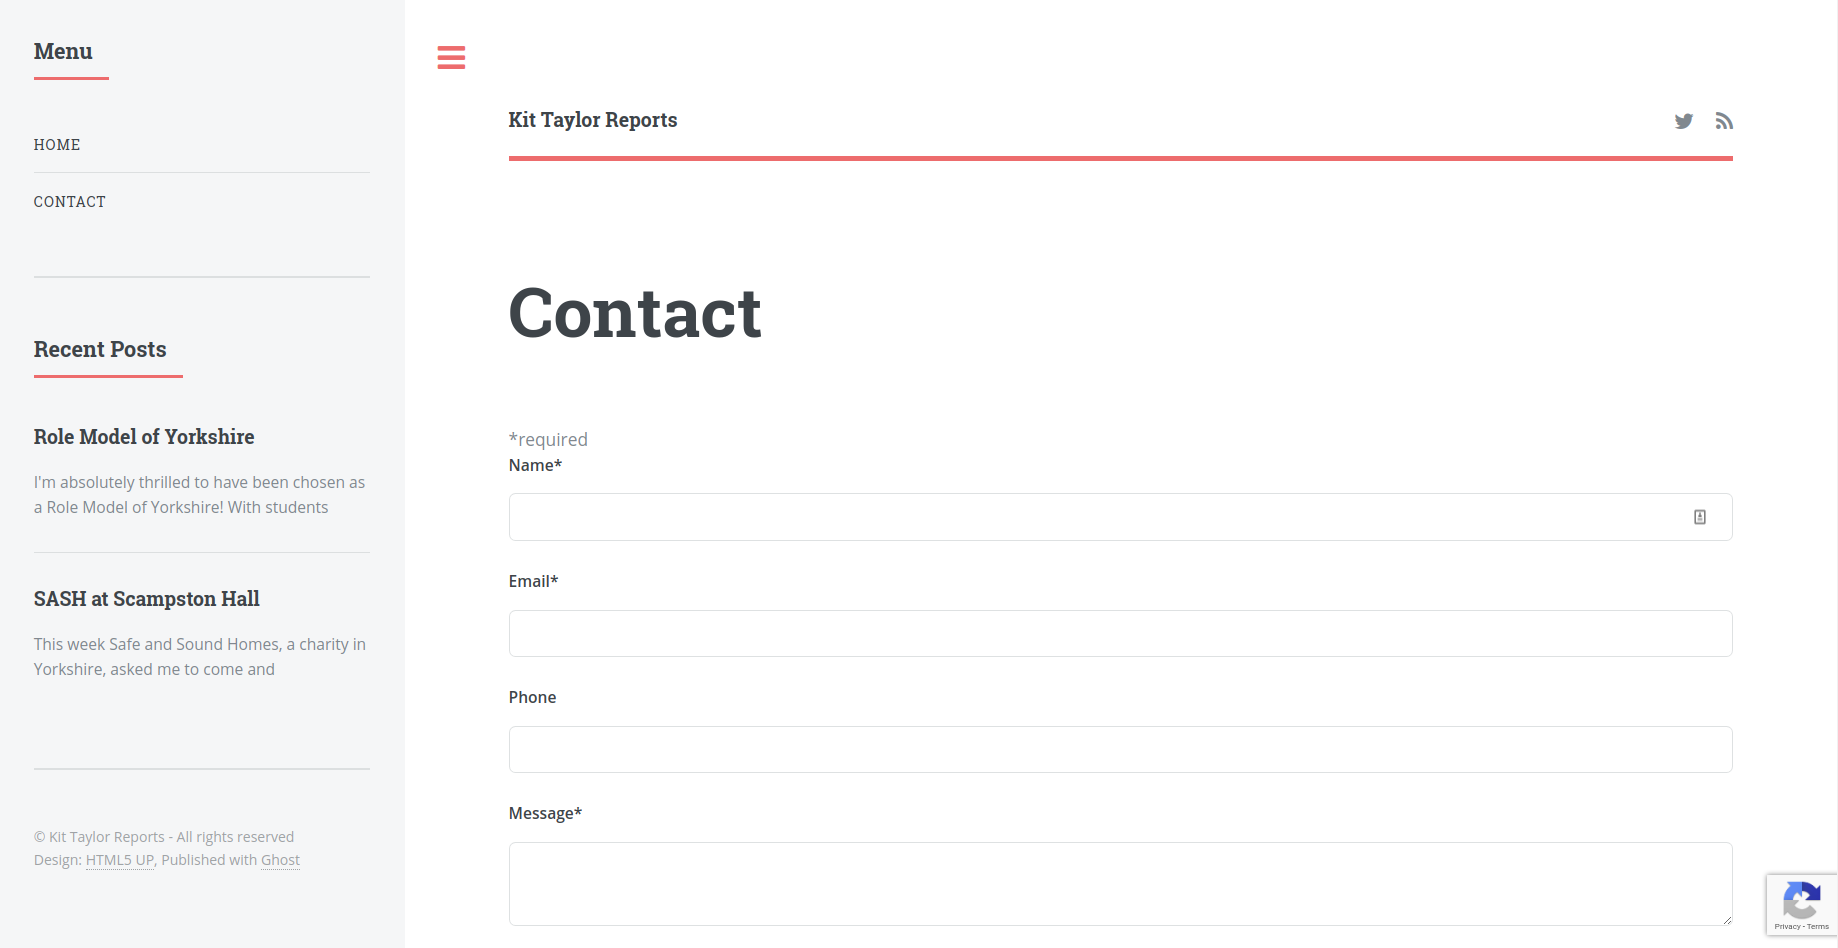 Menu
HOME
CONTACT
Recent Posts
Role Model of Yorkshire
I'm absolutely thrilled to have been chosen as
a Role Model of Yorkshire! With students
SASH at Scampston Hall
This week Safe and Sound Homes, a charity in
Yorkshire, asked me to come and
© Kit Taylor Reports - All rights reserved
Design: HTML5 UP, Published with Ghost
Kit Taylor Reports
Contact
*required
Name*
Email*
Phone
Message*
Privacy - Terms